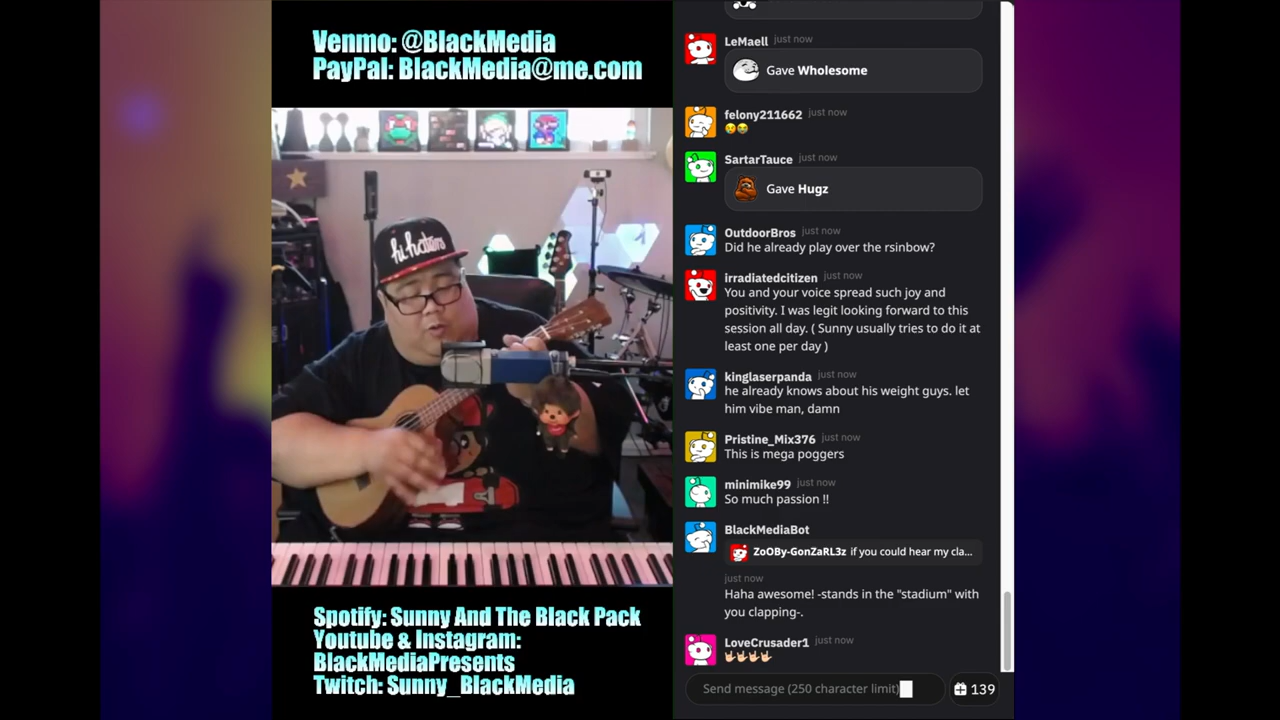 Venmo: @BlackMedia
PayPal: BlackMedia@me.com
hi haters
Spotify: Sunny And The Black Pack
Youtube & Instagram:
BlackMediaPresents
Twitch: Sunny_BlackMedia
LeMaell just now
Gave Wholesome
felony211662 just now
SartarTauce just now
Gave Hugz
OutdoorBros just now
Did he already play over the rsinbow?
irradiatedcitizen just now
You and your voice spread such joy and
positivity. I was legit looking forward to this
session all day. ( Sunny usually tries to do it at
least one per day )
kinglaserpanda just now
he already knows about his weight guys. let
him vibe man, damn
Pristine_Mix376 just now
This is mega poggers
minimike99 just now
So much passion !!
BlackMediaBot
ZoOBy-GonZaRL3z if you could hear my cla...
just now
Haha awesome! -stands in the "stadium" with
you clapping-.
LoveCrusader1 just now
Send message (250 character limit)
139